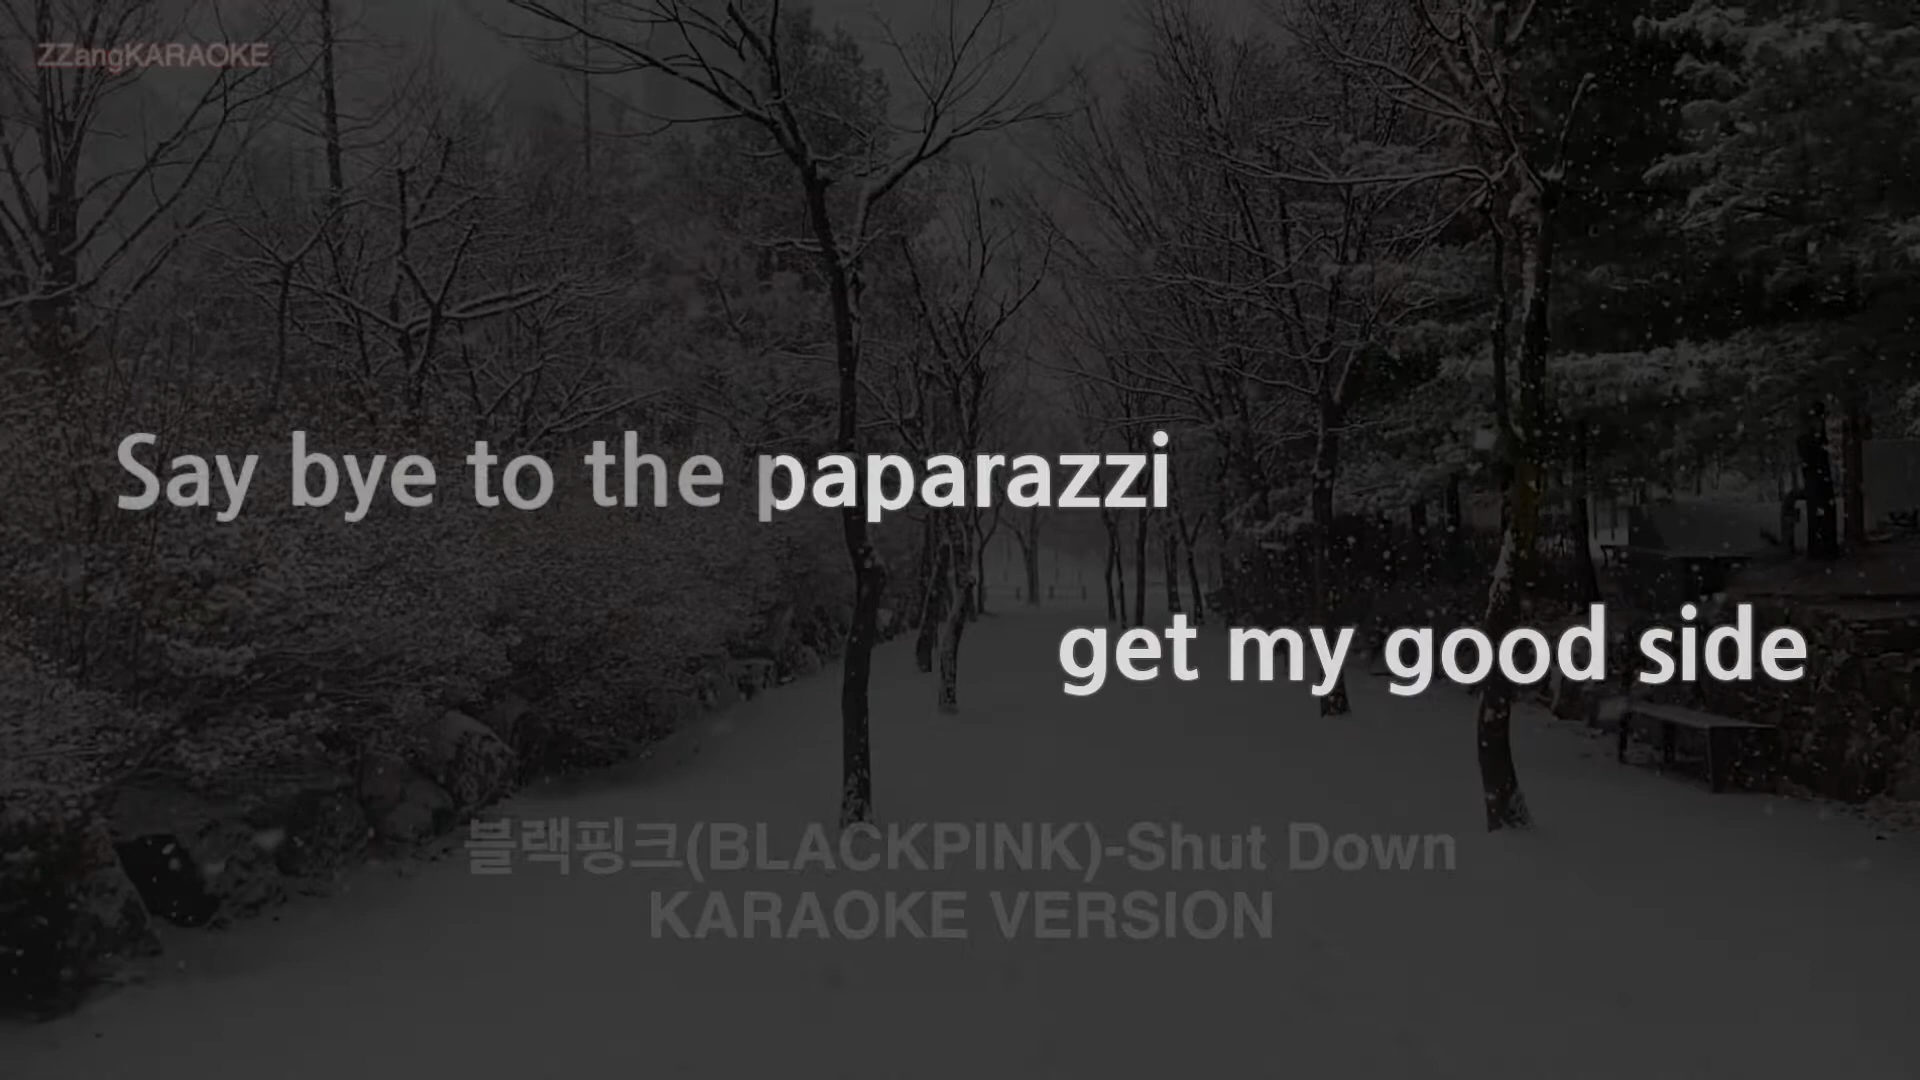 ZZangKARAOKE
Say bye to the paparazzi
get my good side
블랙핑크(BLACKPINK)-Shut Down
KARAOKE VERSION